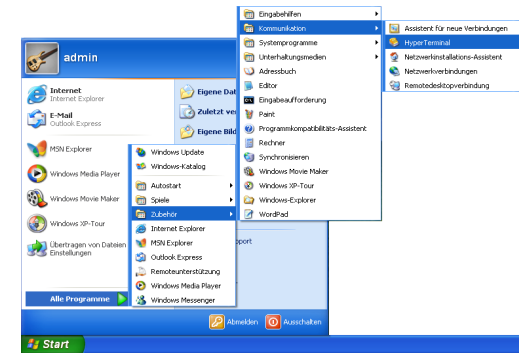 admin
Internet
Internet Explorer
E-Mail
Outlook Express
MSN Explorer
Windows Media Player
Windows Movie Maker
Windows XP-Tour
Übertragen von Dateien
Einstellungen
Alle Programme
Eigene Dat
Zuletzt ve
Eigene Bild
pport
Abmelden
Ausschalten
Start
Windows Update
Windows-Katalog
Autostart
Spiele
Zubehör
Internet Explorer
MSN Explorer
Outlook Express
Remoteunterstützung
Windows Media Player
Windows Messenger
Eingabehilfen
Kommunikation
Systemprogramme
Unterhaltungsmedien
Adressbuch
Editor
Eingabeaufforderung
Paint
Programmkompatibilitäts-Assistent
Rechner
Synchronisieren
Windows Movie Maker
Windows XP-Tour
Windows-Explorer
WordPad
Assistent für neue Verbindungen
HyperTerminal
Netzwerkinstallations-Assistent
Netzwerkverbindungen
Remotedesktopverbindung